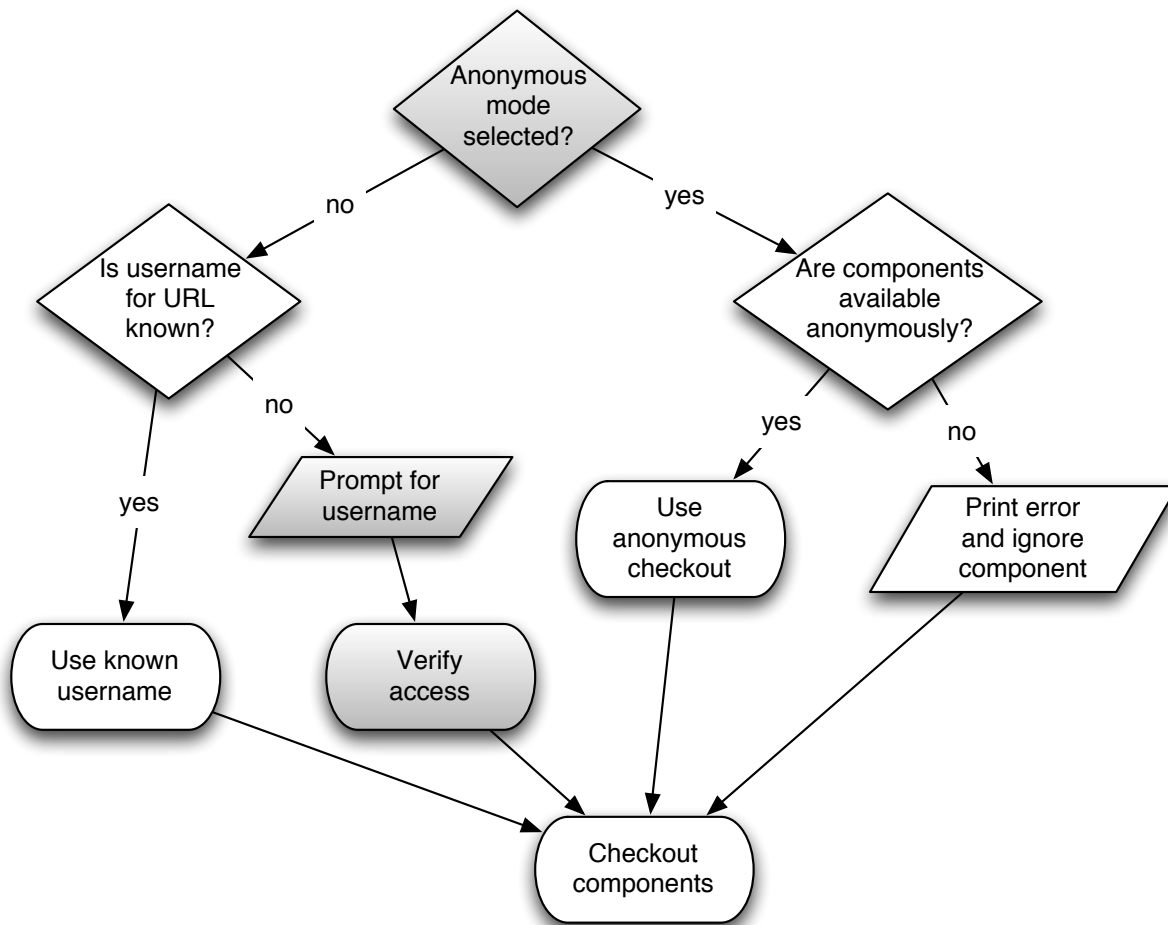 Anonymous
mode
selected?
no
yes
Is username
for URL
known?
Are components
available
anonymously?
no
yes
no
yes
Prompt for
username
Use
anonymous
checkout
Print error
and ignore
component
Use known
username
Verify
access
Checkout
components